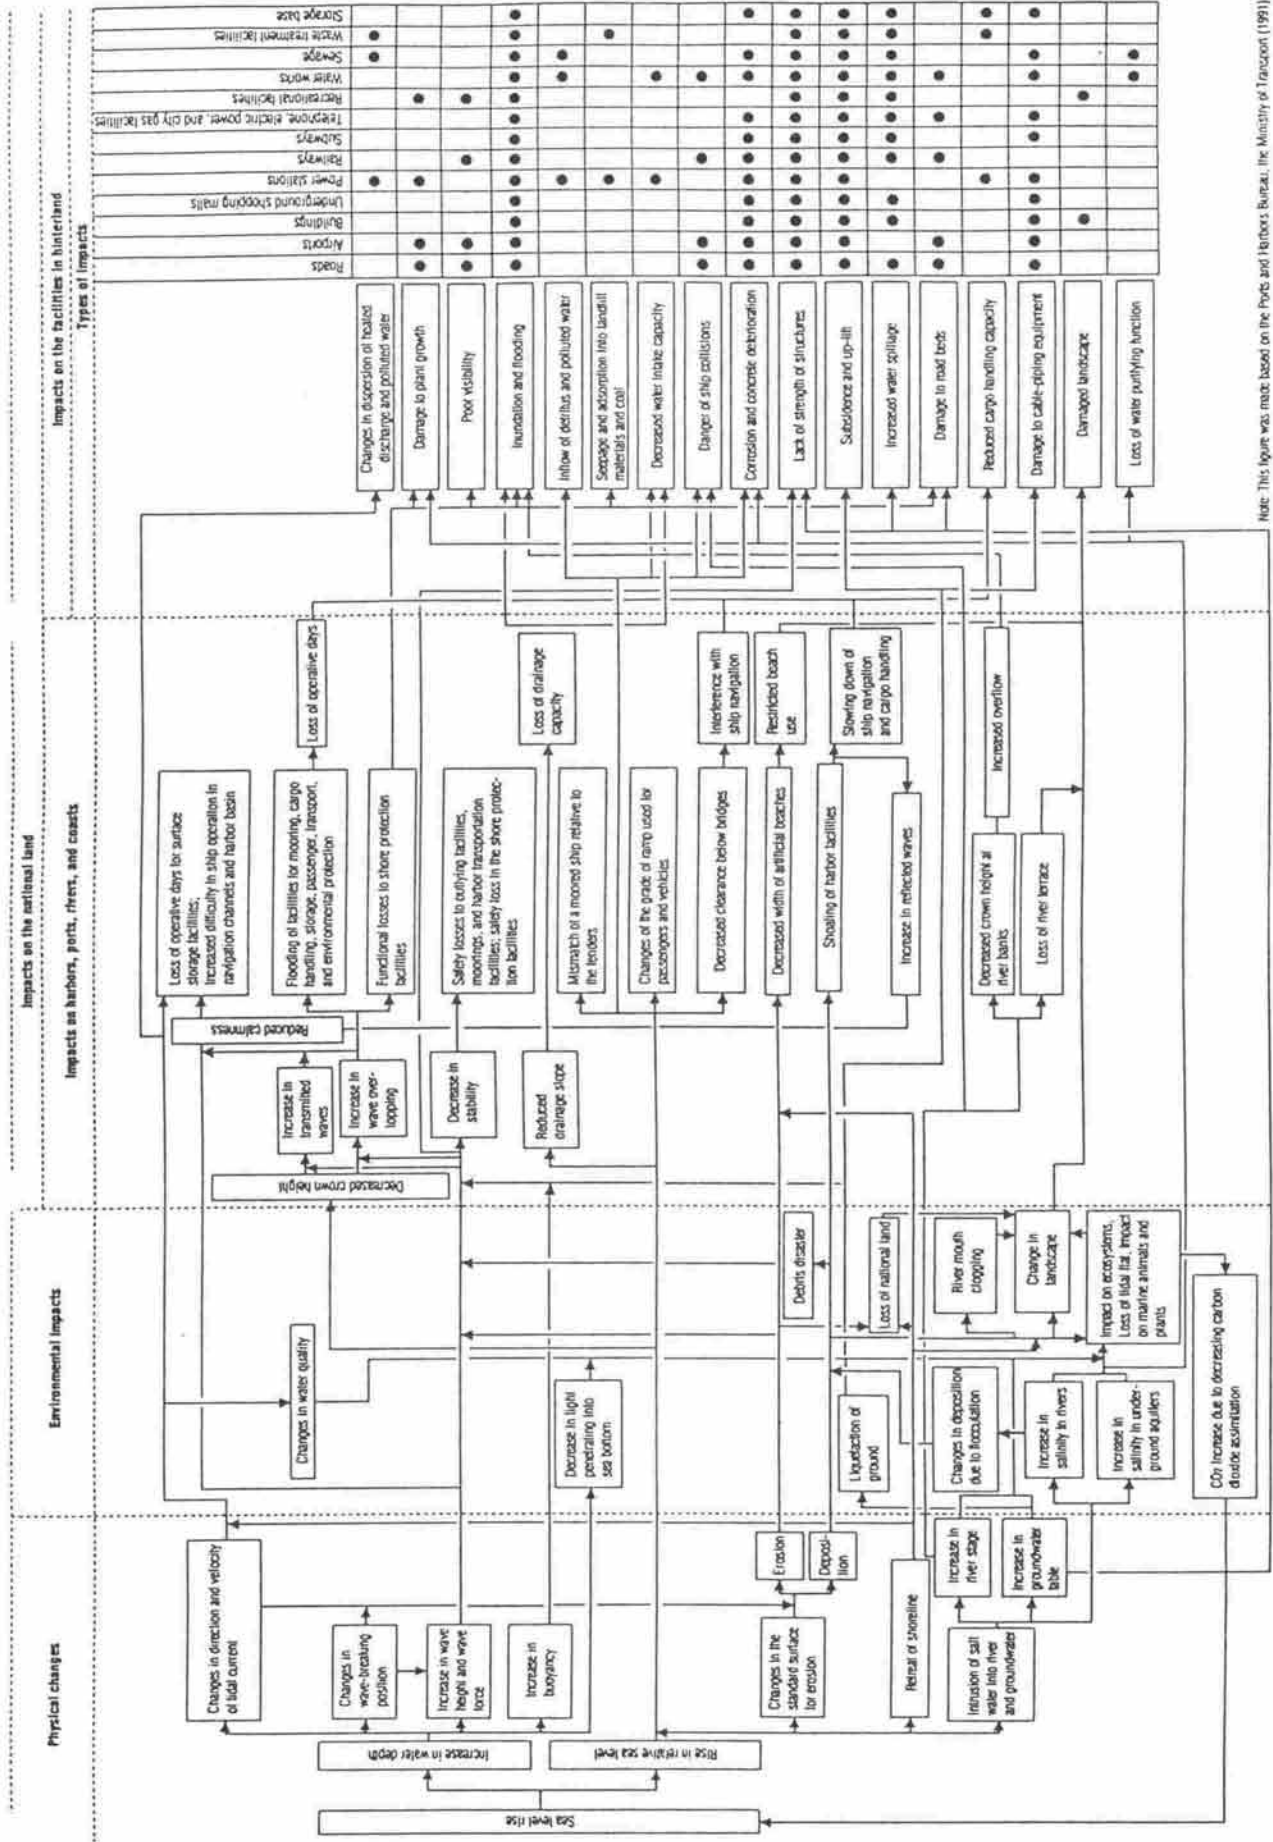 Impacts on the national land
Physical changes
Environmental impacts
Impacts on harbors, ports, rivers, and coasts
Impacts on the facilities in hinterland
Types of impacts
Sea level rise
Increase in water depth
Rise in relative sea level
Changes in direction and velocity
of tidal current
Changes in
wave-breaking
position
Increase in wave
height and wave
force
Increase in
buoyancy
Changes in the
standard surface
for erosion
Erosion
Deposi-
tion
Retreat of shoreline
Intrusion of salt
water into river
and groundwater
Increase in
river stage
Increase in
groundwater
table
Changes in water quality
Decrease in light
penetrating into
sea bottom
Debris disaster
Loss of national land
Liquefaction of
ground
River mouth
clogging
Changes in deposition
due to flocculation
Change in
landscape
Increase in
salinity in rivers
Increase in
salinity in under-
ground aquifers
Impact on ecosystems,
Loss of tidal flat, impact
on marine animals and
plants
CO2 increase due to decreasing carbon
dioxide assimilation
Decreased crown height
Increase in
transmitted
waves
Increase in
wave over-
topping
Reduced calmness
Decrease in
stability
Reduced
drainage slope
Loss of operative days for surface
storage facilities;
Increased difficulty in ship operation in
navigation channels and harbor basin
Flooding of facilities for mooring, cargo
handling, storage, passenger, transport,
and environmental protection
Functional losses to shore protection
facilities
Safety losses to outlying facilities,
moorings, and harbor transportation
facilities; safety loss in the shore protec-
tion facilities
Mismatch of a moored ship relative to
the fenders
Changes of the grade of ramp used for
passengers and vehicles
Decreased clearance below bridges
Decreased width of artificial beaches
Shoaling of harbor facilities
Increase in reflected waves
Decreased crown height at
river banks
Loss of river terrace
Loss of operative days
Loss of drainage
capacity
Interference with
ship navigation
Restricted beach
use
Slowing down of
ship navigation
and cargo handling
Increased overflow
Changes in dispersion of heated
discharge and polluted water
Damage to plant growth
Poor visibility
Inundation and flooding
Inflow of detritus and polluted water
Seepage and adsorption into landfill
materials and coal
Decreased water intake capacity
Danger of ship collisions
Corrosion and concrete deterioration
Lack of strength of structures
Subsidence and up-lift
Increased water spillage
Damage to road beds
Reduced cargo handling capacity
Damage to cable-piping equipment
Damaged landscape
Loss of water purifying function
Roads
Airports
Buildings
Underground shopping malls
Power stations
Railways
Subways
Telephone, electric power, and city gas facilities
Recreational facilities
Water works
Sewage
Waste treatment facilities
Storage base
Note: This figure was made based on the Ports and Harbors Bureau, the Ministry of Transport (1991)